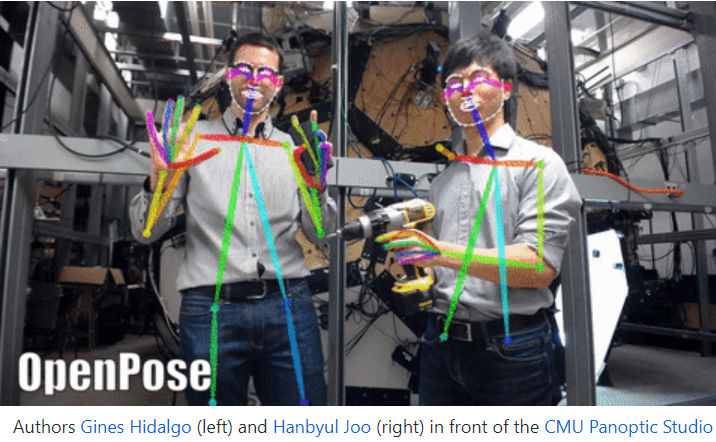 OpenPose
Authors Gines Hidalgo (left) and Hanbyul Joo (right) in front of the CMU Panoptic Studio